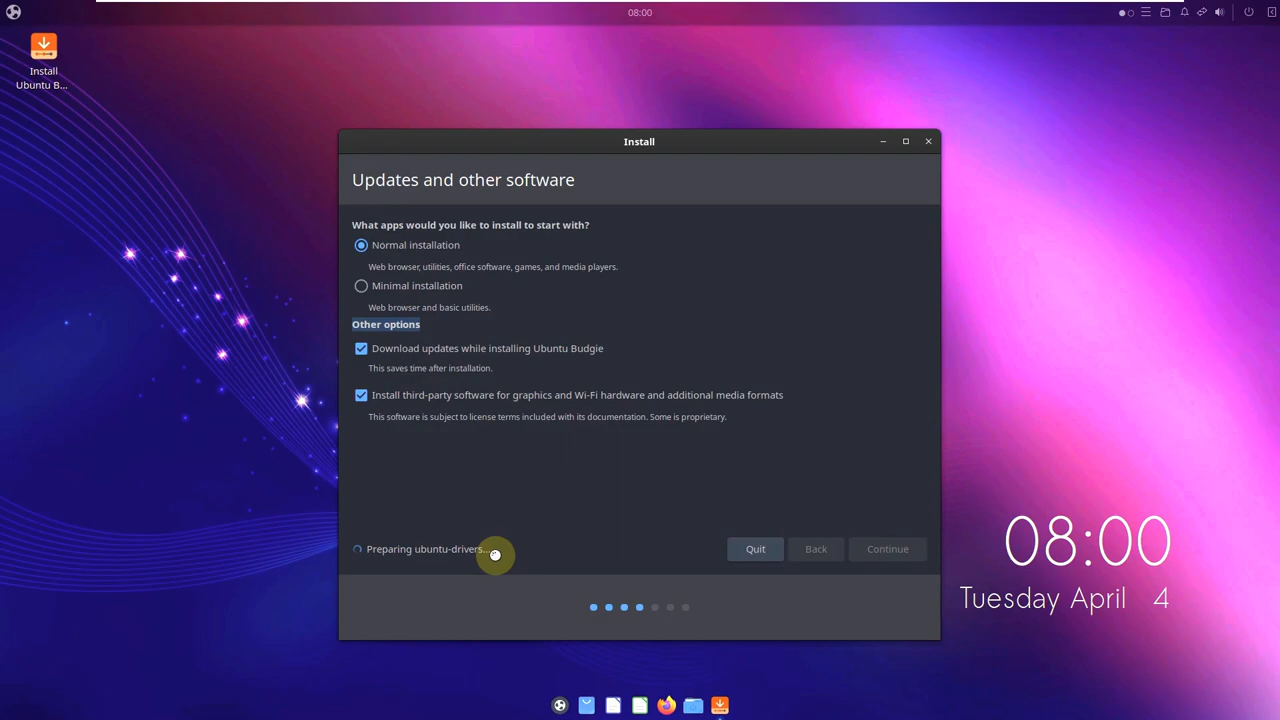 08:00
Install
Ubuntu B...
Install
Updates and other software
What apps would you like to install to start with?
Normal installation
Web browser, utilities, office software, games, and media players.
Minimal installation
Web browser and basic utilities.
Other options
Download updates while installing Ubuntu Budgie
This saves time after installation.
Install third-party software for graphics and Wi-Fi hardware and additional media formats
This software is subject to license terms included with its documentation. Some is proprietary.
Preparing ubuntu-drivers...
Quit
Back
Continue
08:00
Tuesday April 4